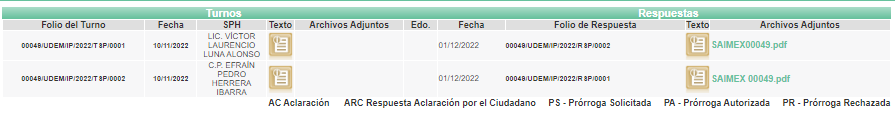 Turnos Respuestas
Folio del Turno Fecha SPH Texto Archivos Adjuntos Edo. Fecha Folio de Respuesta Texto Archivos Adjuntos
00049/UDEM/IP/2022/TSP/0001 10/11/2022 LIC. VÍCTOR LAURENCIO LUNA ALONSO 01/12/2022 00049/UDEM/IP/2022/RSP/0002 SAIMEX00049.pdf
00049/UDEM/IP/2022/TSP/0002 10/11/2022 C.P. EFRAÍN PEDRO HERRERA IBARRA 01/12/2022 00049/UDEM/IP/2022/RSP/0001 SAIMEX 00049.pdf
AC Aclaración ARC Respuesta Aclaración por el Ciudadano PS - Prórroga Solicitada PA - Prórroga Autorizada PR - Prórroga Rechazada